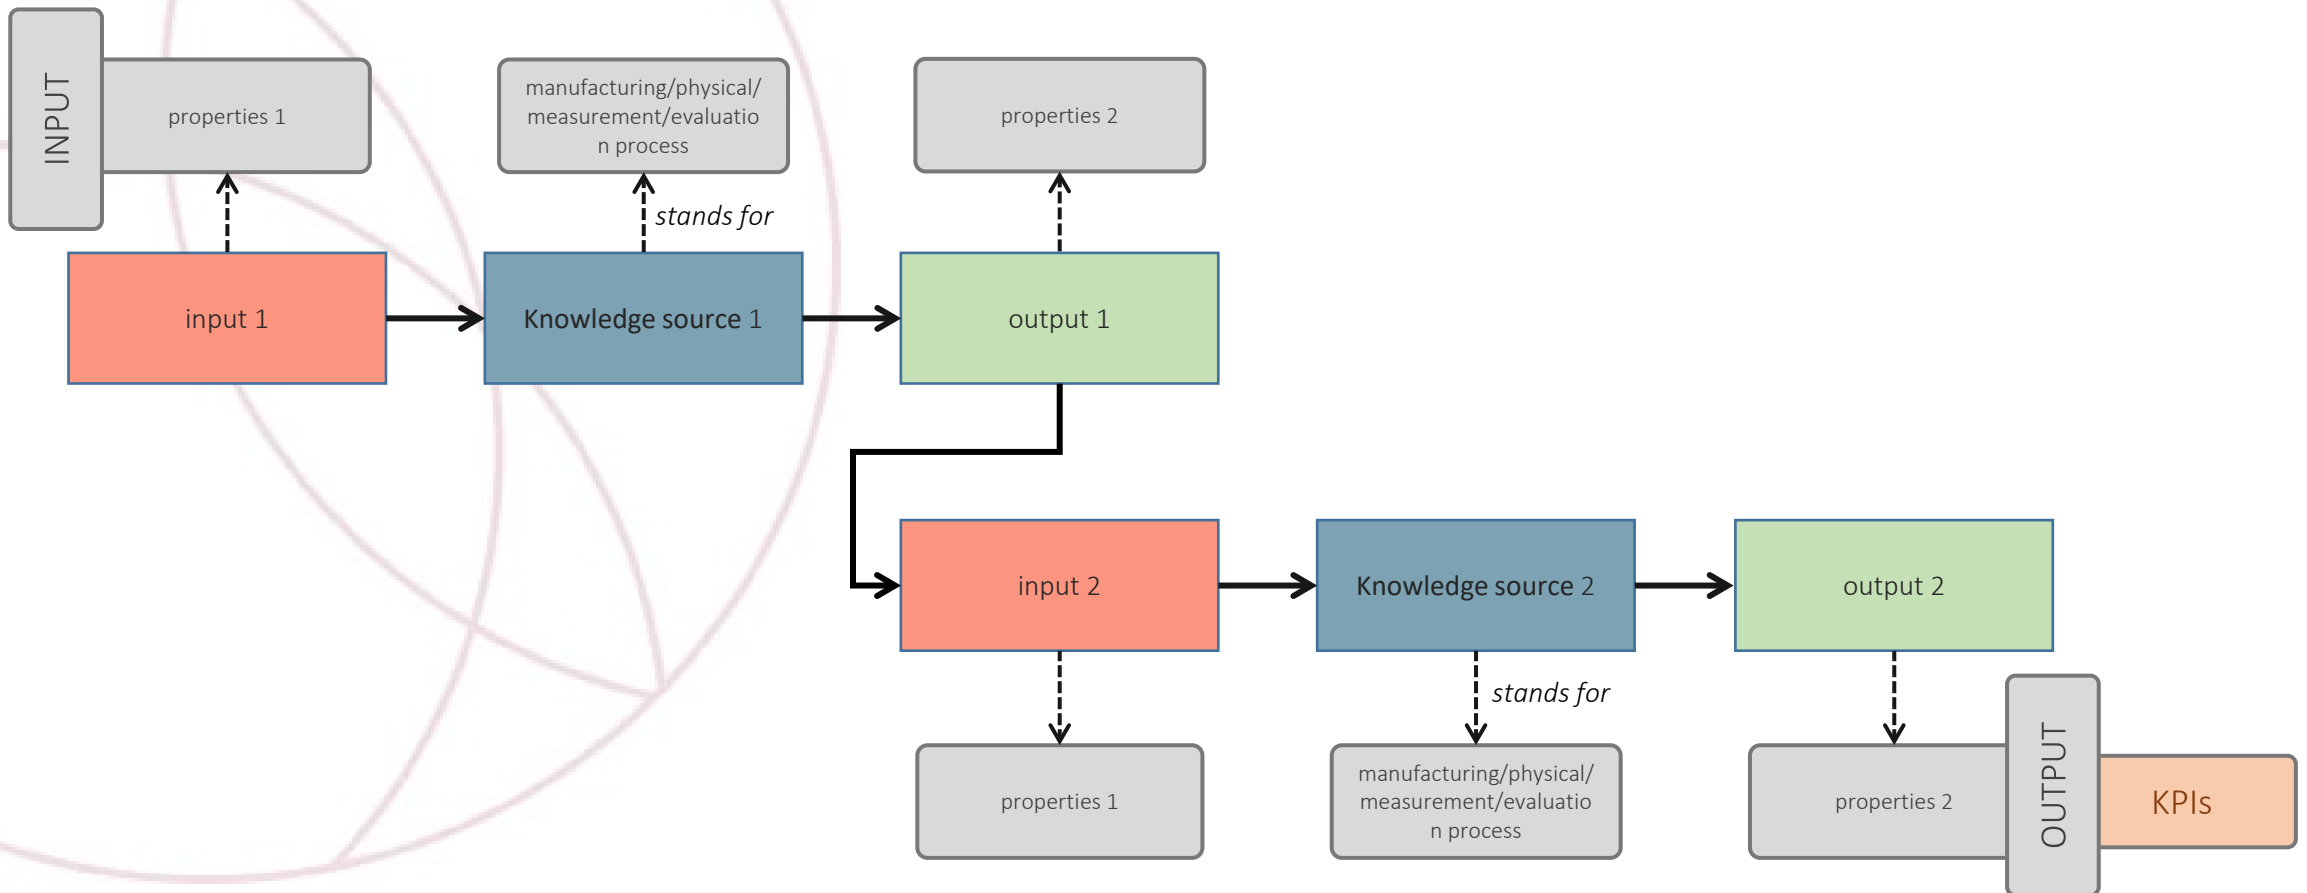 INPUT
properties 1
manufacturing/physical/
measurement/evaluatio
n process
properties 2
stands for
input 1
Knowledge source 1
output 1
input 2
Knowledge source 2
output 2
stands for
properties 1
manufacturing/physical/
measurement/evaluatio
n process
properties 2
OUTPUT
KPIs